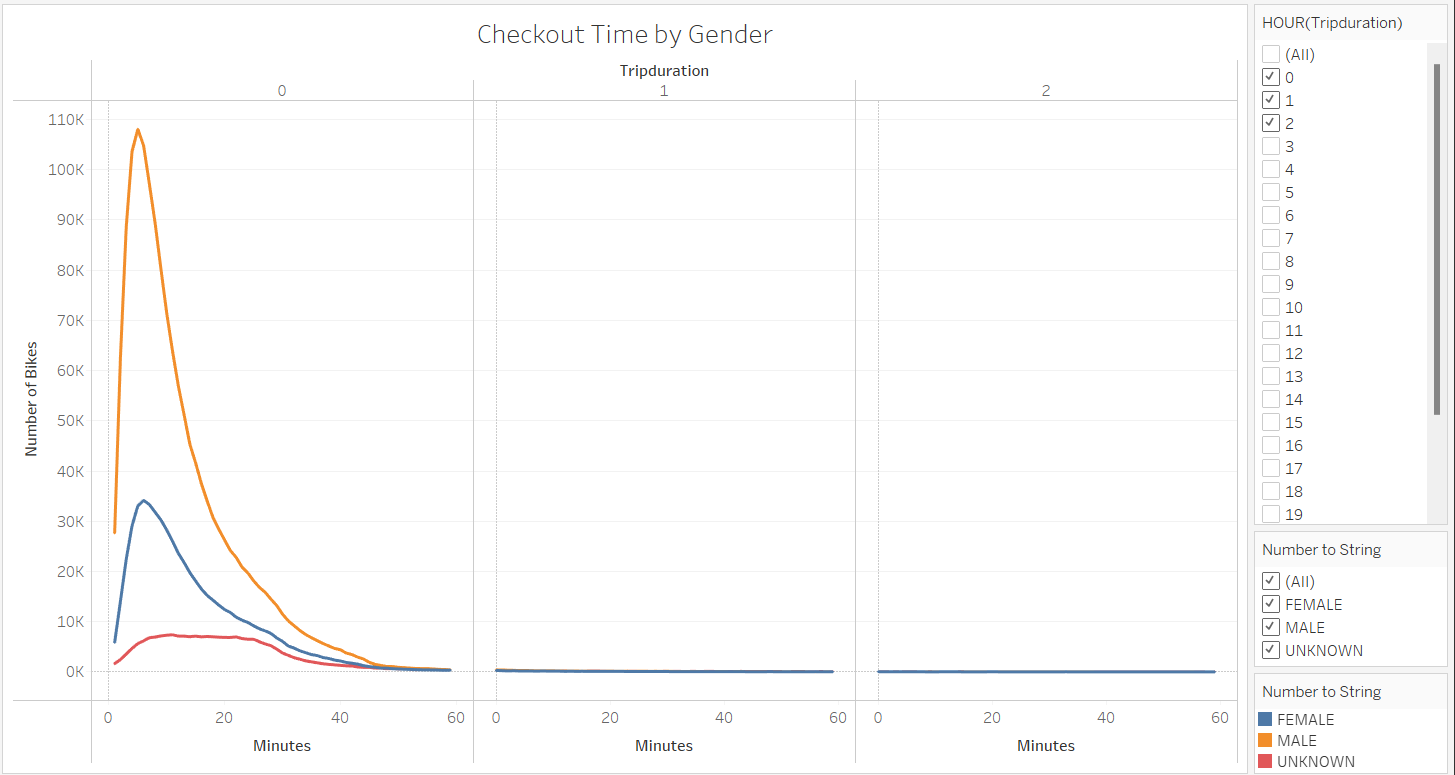 Checkout Time by Gender
Tripduration
0 1 2
110K
100K
90K
80K
70K
60K
50K
40K
30K
20K
10K
0K
Number of Bikes
0 20 40 60 0 20 40 60 0 20 40 60
Minutes Minutes Minutes
HOUR(Tripduration)
(All)
0
1
2
3
4
5
6
7
8
9
10
11
12
13
14
15
16
17
18
19
Number to String
(All)
FEMALE
MALE
UNKNOWN
Number to String
FEMALE
MALE
UNKNOWN